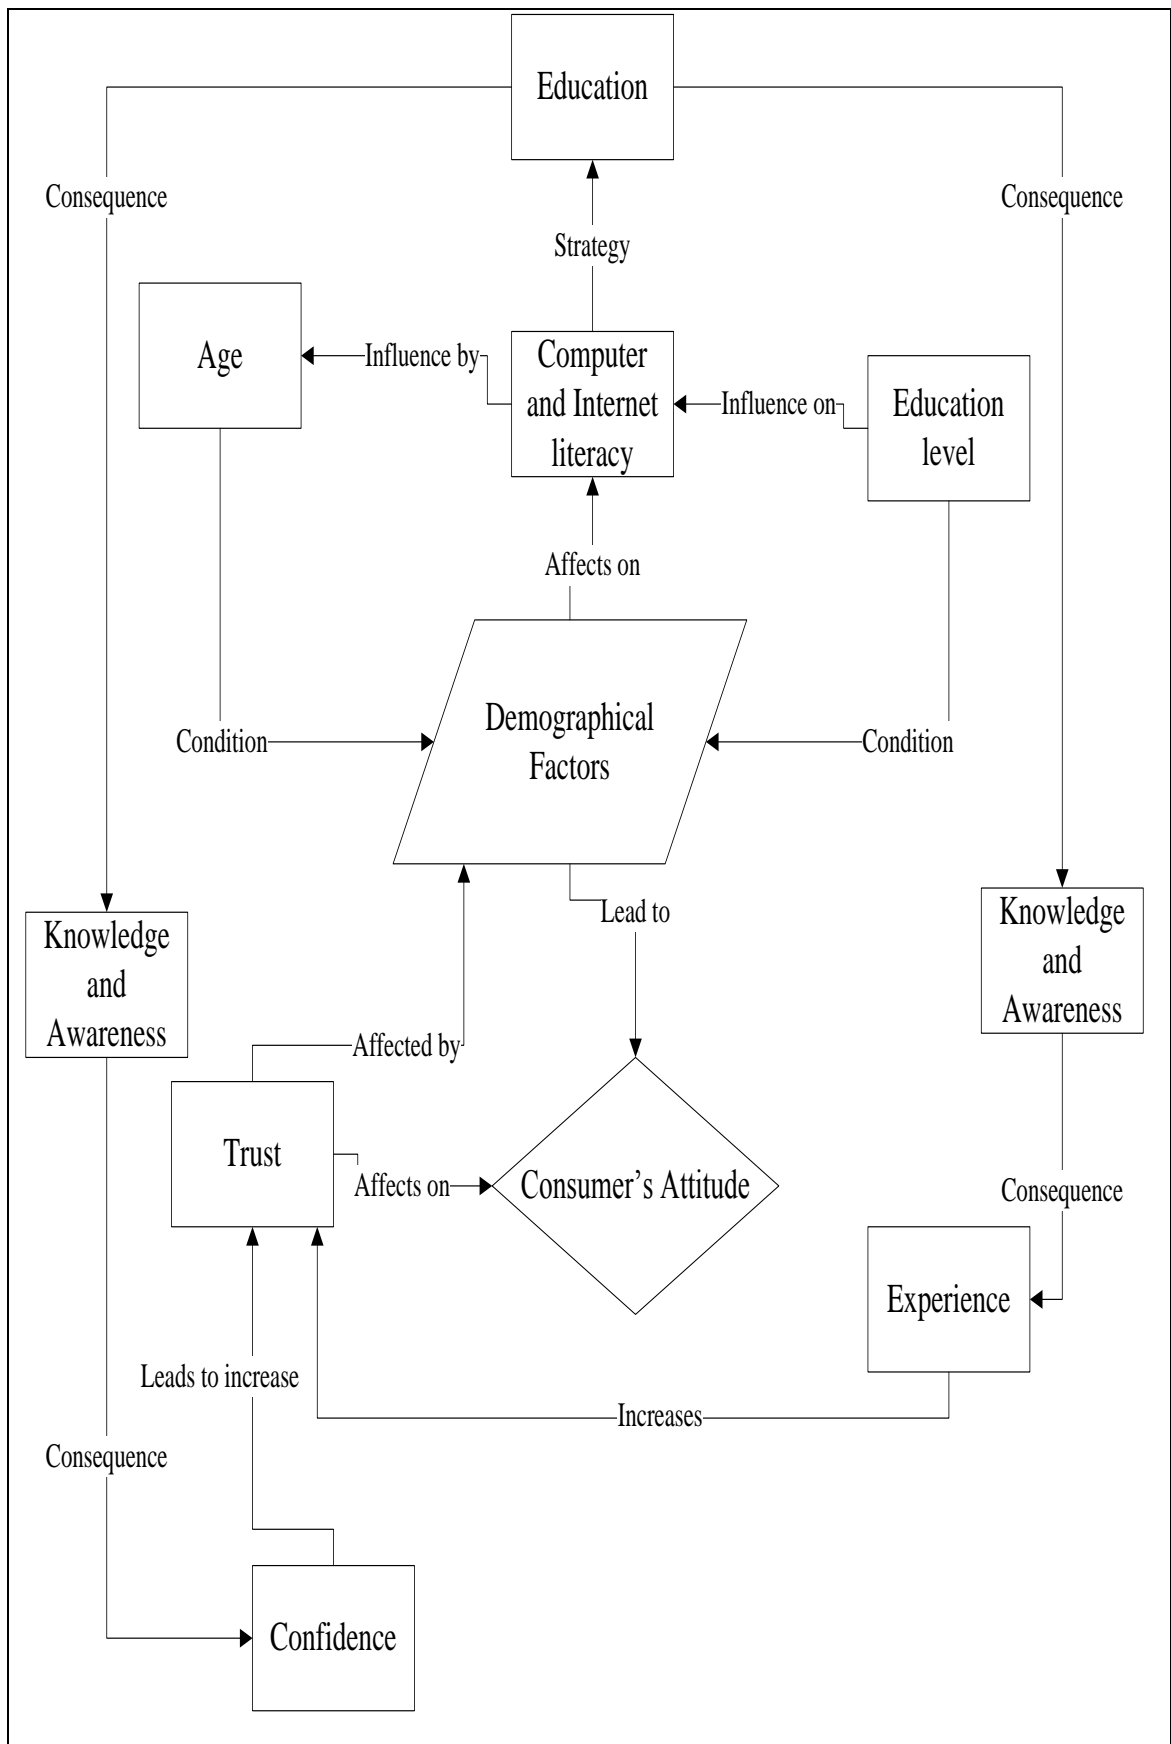 Education
Consequence
Consequence
Strategy
Age
Influence by
Computer
and Internet
literacy
Influence on
Education
level
Affects on
Demographical
Factors
Condition
Condition
Lead to
Knowledge
and
Awareness
Knowledge
and
Awareness
Affected by
Trust
Affects on
Consumer’s Attitude
Consequence
Experience
Leads to increase
Increases
Consequence
Confidence